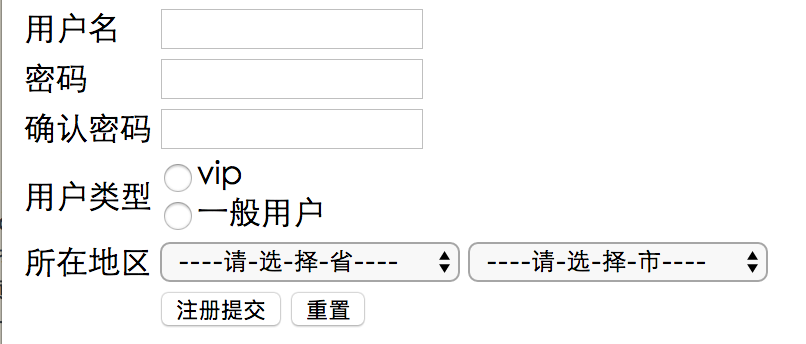 用户名
密码
确认密码
用户类型
vip
一般用户
所在地区 ----请-选-择-省---- ----请-选-择-市----
注册提交 重置